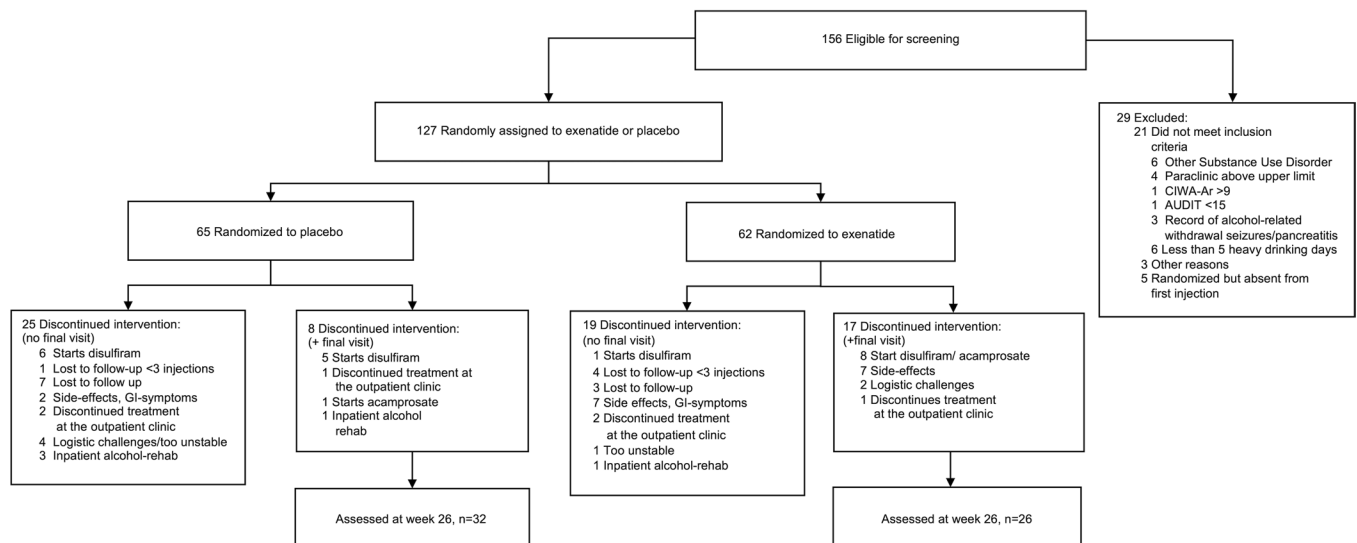 156 Eligible for screening
127 Randomly assigned to exenatide or placebo
29 Excluded:
21 Did not meet inclusion
criteria
6 Other Substance Use Disorder
4 Paraclinic above upper limit
1 CIWA-Ar >9
1 AUDIT <15
3 Record of alcohol-related
withdrawal seizures/pancreatitis
6 Less than 5 heavy drinking days
3 Other reasons
5 Randomized but absent from
first injection
65 Randomized to placebo
62 Randomized to exenatide
25 Discontinued intervention:
(no final visit)
6 Starts disulfiram
1 Lost to follow-up <3 injections
7 Lost to follow up
2 Side-effects, GI-symptoms
2 Discontinued treatment
at the outpatient clinic
4 Logistic challenges/too unstable
3 Inpatient alcohol-rehab
8 Discontinued intervention:
(+ final visit)
5 Starts disulfiram
1 Discontinued treatment at
the outpatient clinic
1 Starts acamprosate
1 Inpatient alcohol
rehab
19 Discontinued intervention:
(no final visit)
1 Starts disulfiram
4 Lost to follow-up <3 injections
3 Lost to follow-up
7 Side effects, GI-symptoms
2 Discontinued treatment
at the outpatient clinic
1 Too unstable
1 Inpatient alcohol-rehab
17 Discontinued intervention:
(+final visit)
8 Start disulfiram/ acamprosate
7 Side-effects
2 Logistic challenges
1 Discontinues treatment
at the outpatient clinic
Assessed at week 26, n=32
Assessed at week 26, n=26